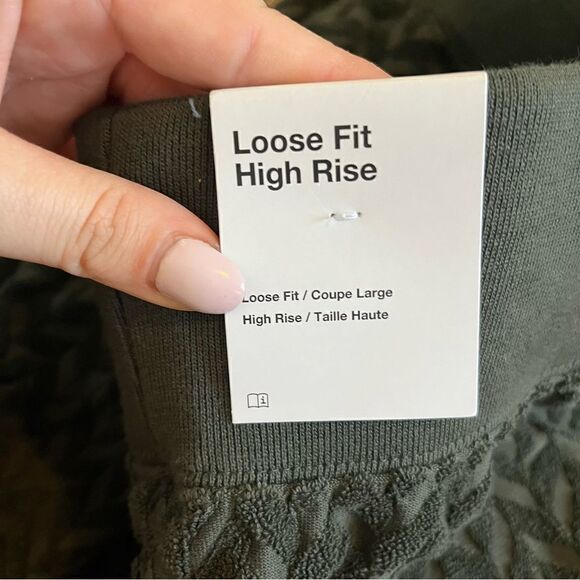 Loose Fit
High Rise
Loose Fit / Coupe Large
High Rise / Taille Haute
i